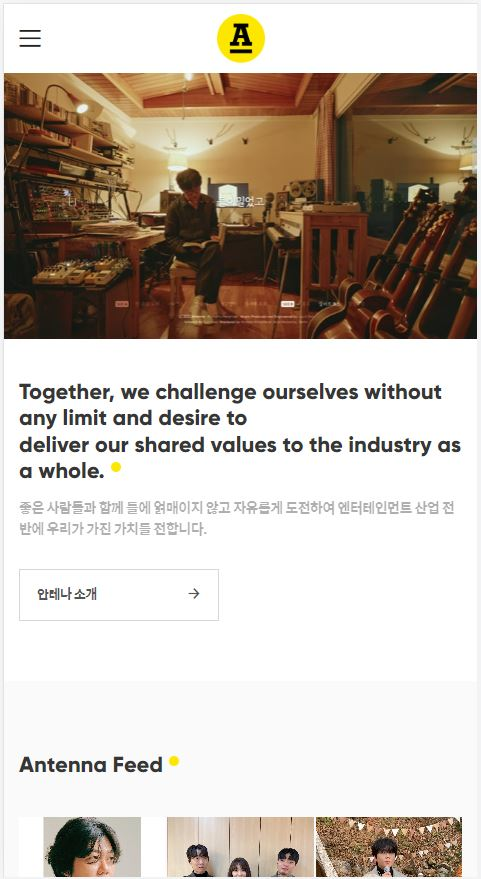 A
Together, we challenge ourselves without
any limit and desire to
deliver our shared values to the industry as
a whole.
좋은 사람들과 함께 틀에 얽매이지 않고 자유롭게 도전하여 엔터테인먼트 산업 전
반에 우리가 가진 가치들 전합니다.
안테나 소개
Antenna Feed